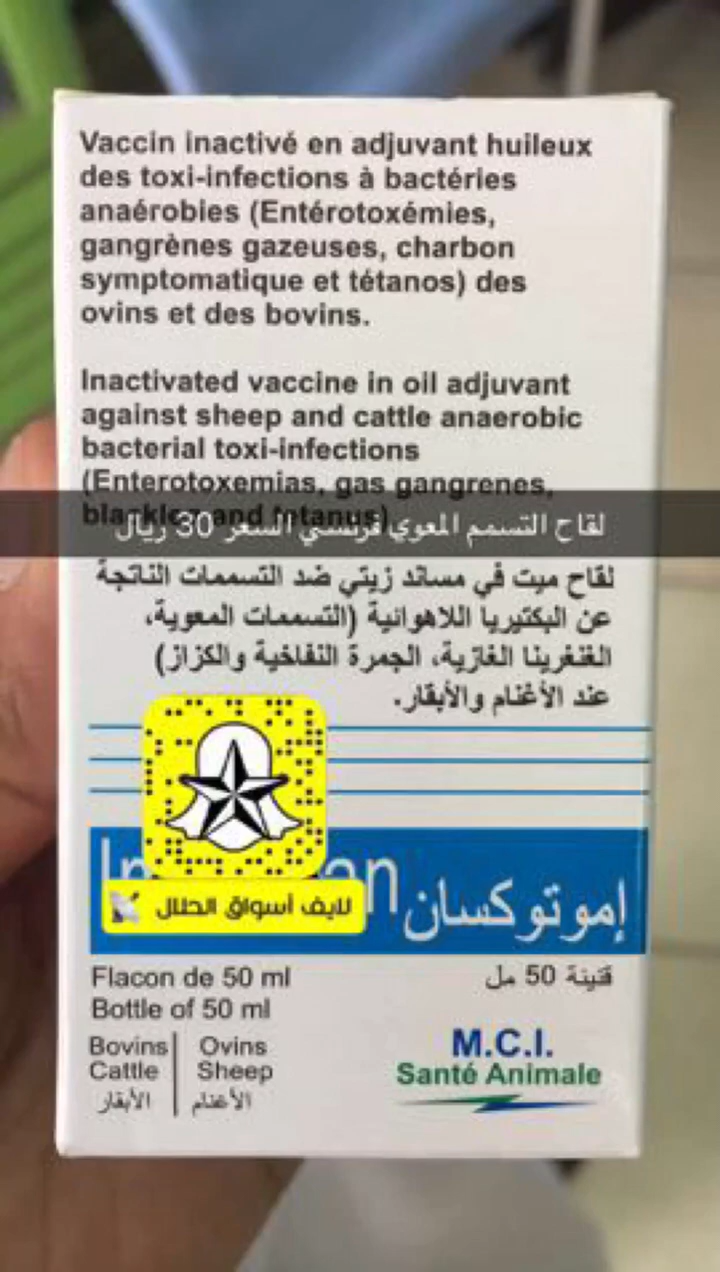 Vaccin inactivé en adjuvant huileux
des toxi-infections à bactéries
anaérobies (Entérotoxémies,
gangrènes gazeuses, charbon
symptomatique et tétanos) des
ovins et des bovins.
Inactivated vaccine in oil adjuvant
against sheep and cattle anaerobic
bacterial toxi-infections
(Enterotoxemias, gas gangrenes,
blackleg and tetanus)
لقاح التسمم المعوي فرنسي السعر 30 ريال
لقاح ميت في مساند زيتي ضد التسممات الناتجة
عن البكتيريا اللاهوائية (التسممات المعوية،
الغنغرينا الغازية، الجمرة النفاخية والكزاز)
عند الأغنام والأبقار.
إموتوكسان
لايف أسواق الحلال
Flacon de 50 ml
قنينة 50 مل
Bottle of 50 ml
Bovins
Ovins
Cattle
Sheep
الأبقار
الأغنام
M.C.I.
Santé Animale